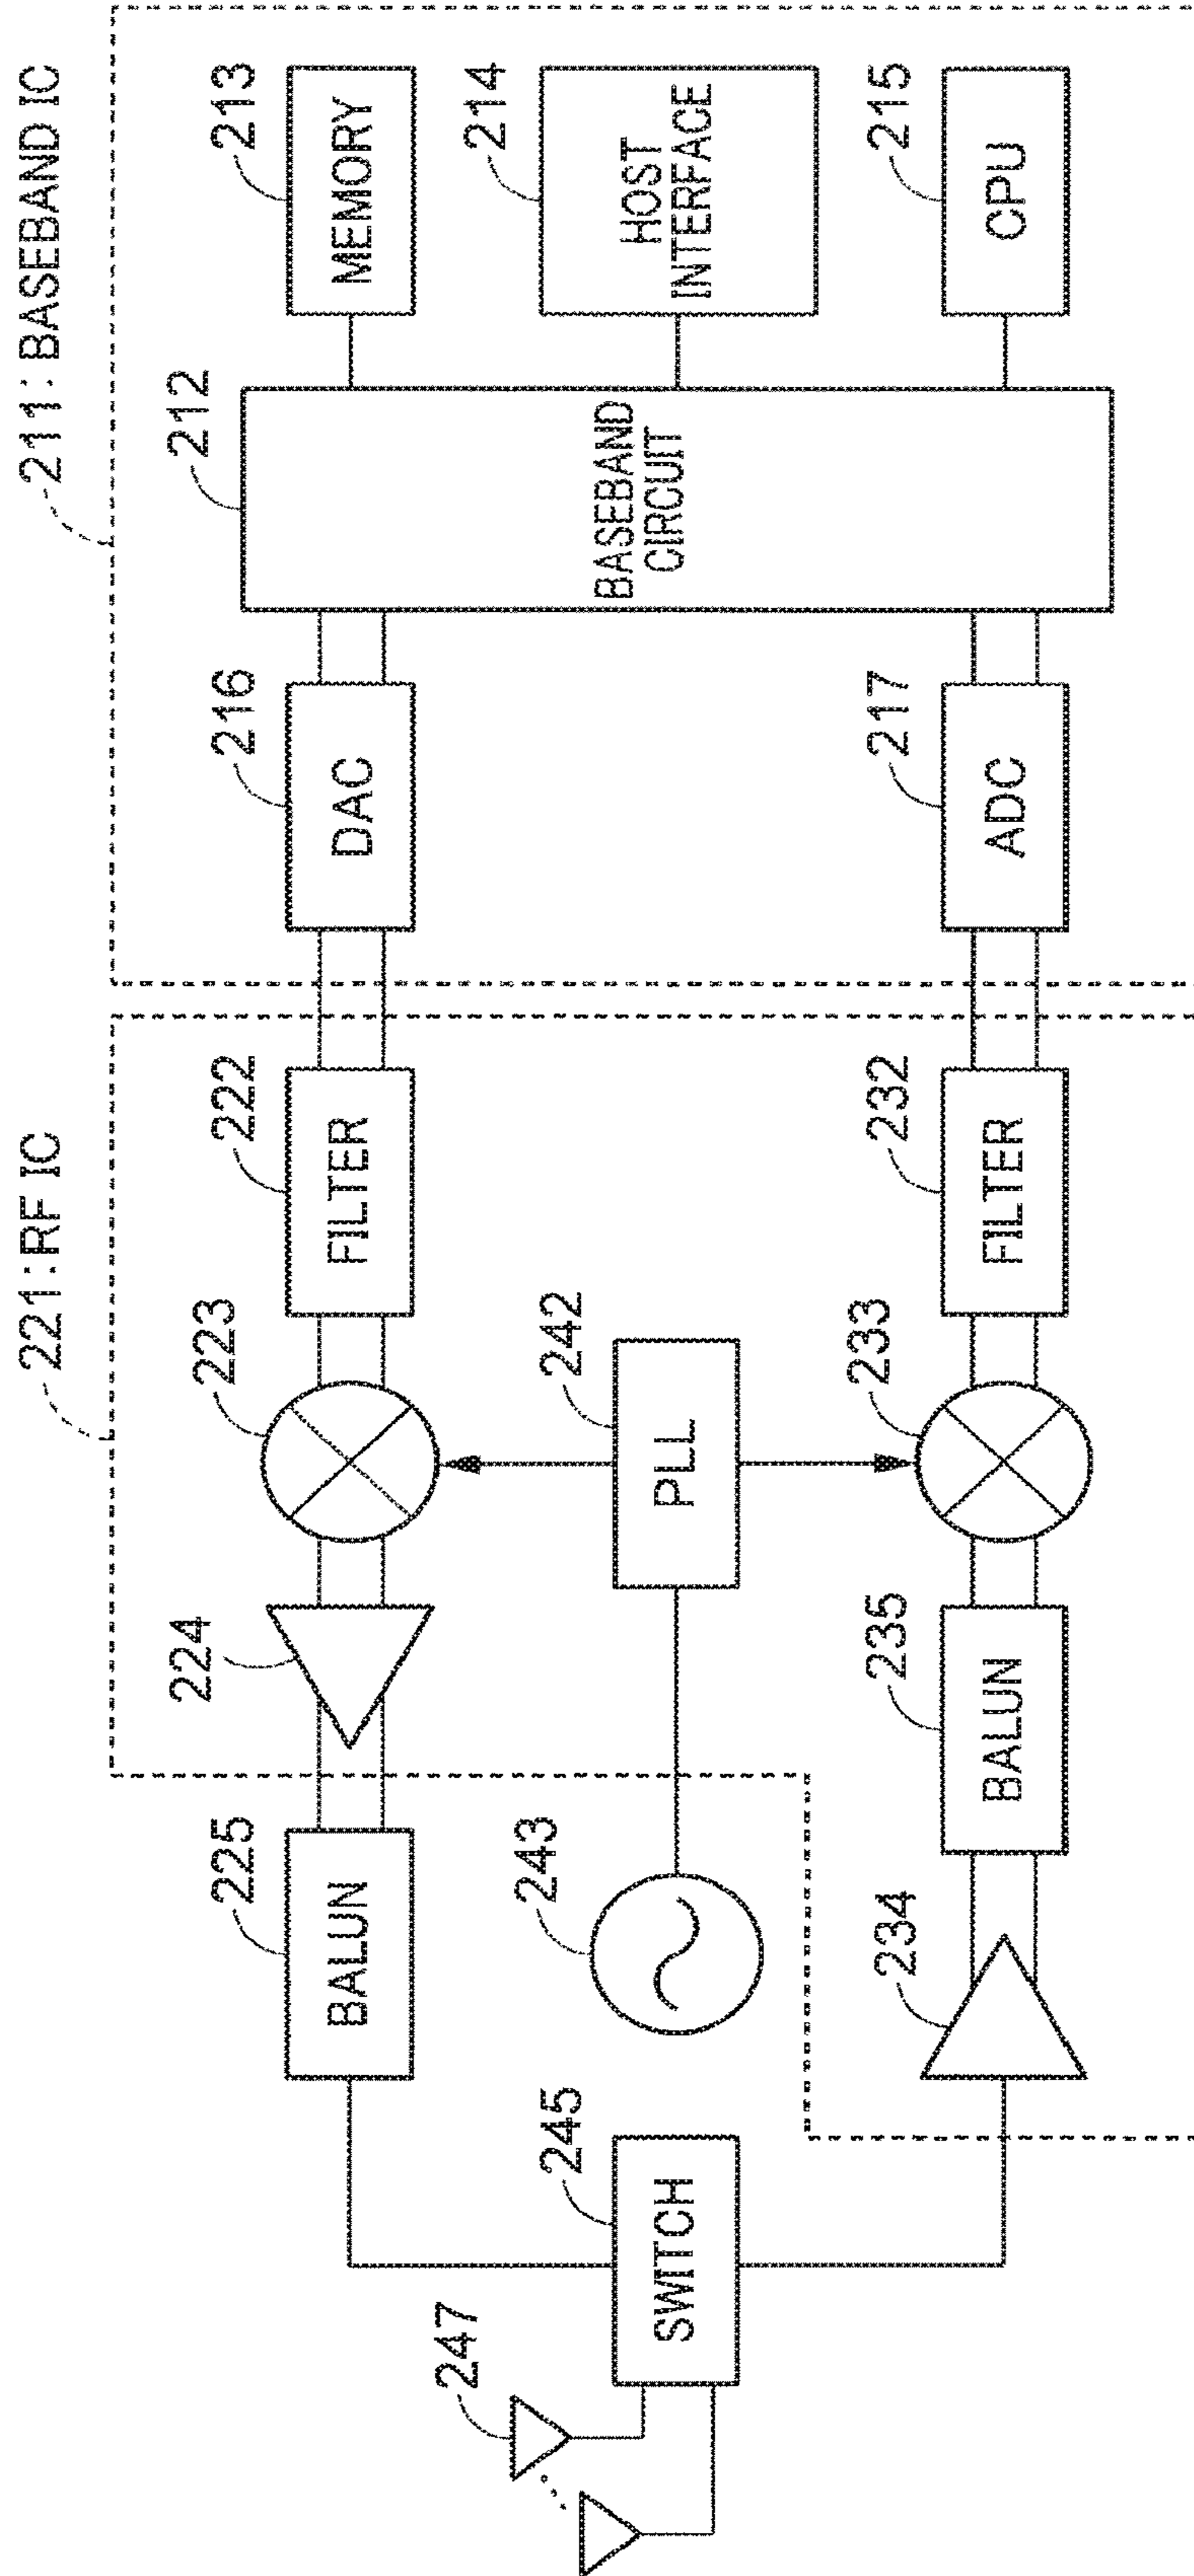 221:RF IC
211: BASEBAND IC
225
BALUN
224
223
222
FILTER
216
DAC
212
BASEBAND
CIRCUIT
213
MEMORY
247
245
SWITCH
243
242
PLL
214
HOST
INTERFACE
234
235
BALUN
233
232
FILTER
217
ADC
215
CPU